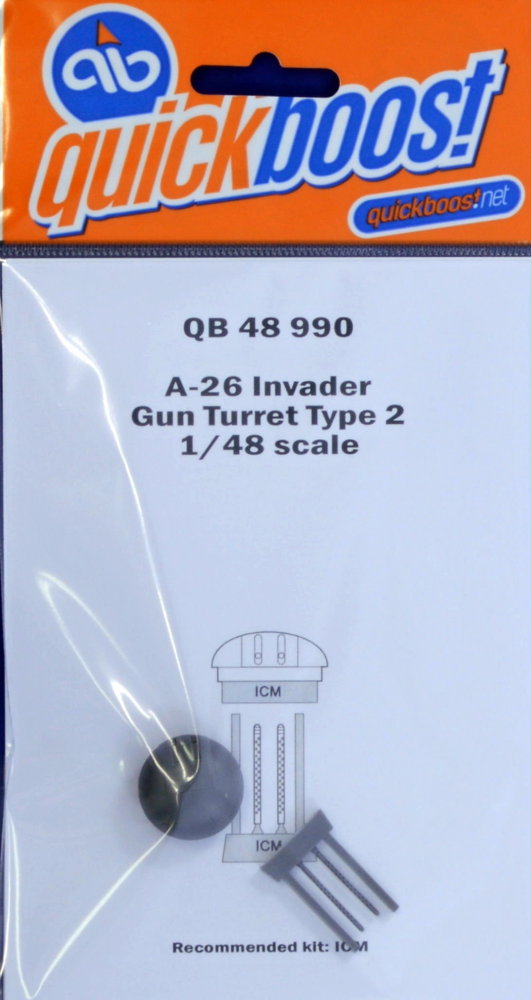 qb
quickboost
quickboost.net
QB 48 990
A-26 Invader
Gun Turret Type 2
1/48 scale
ICM
ICM
Recommended kit: ICM